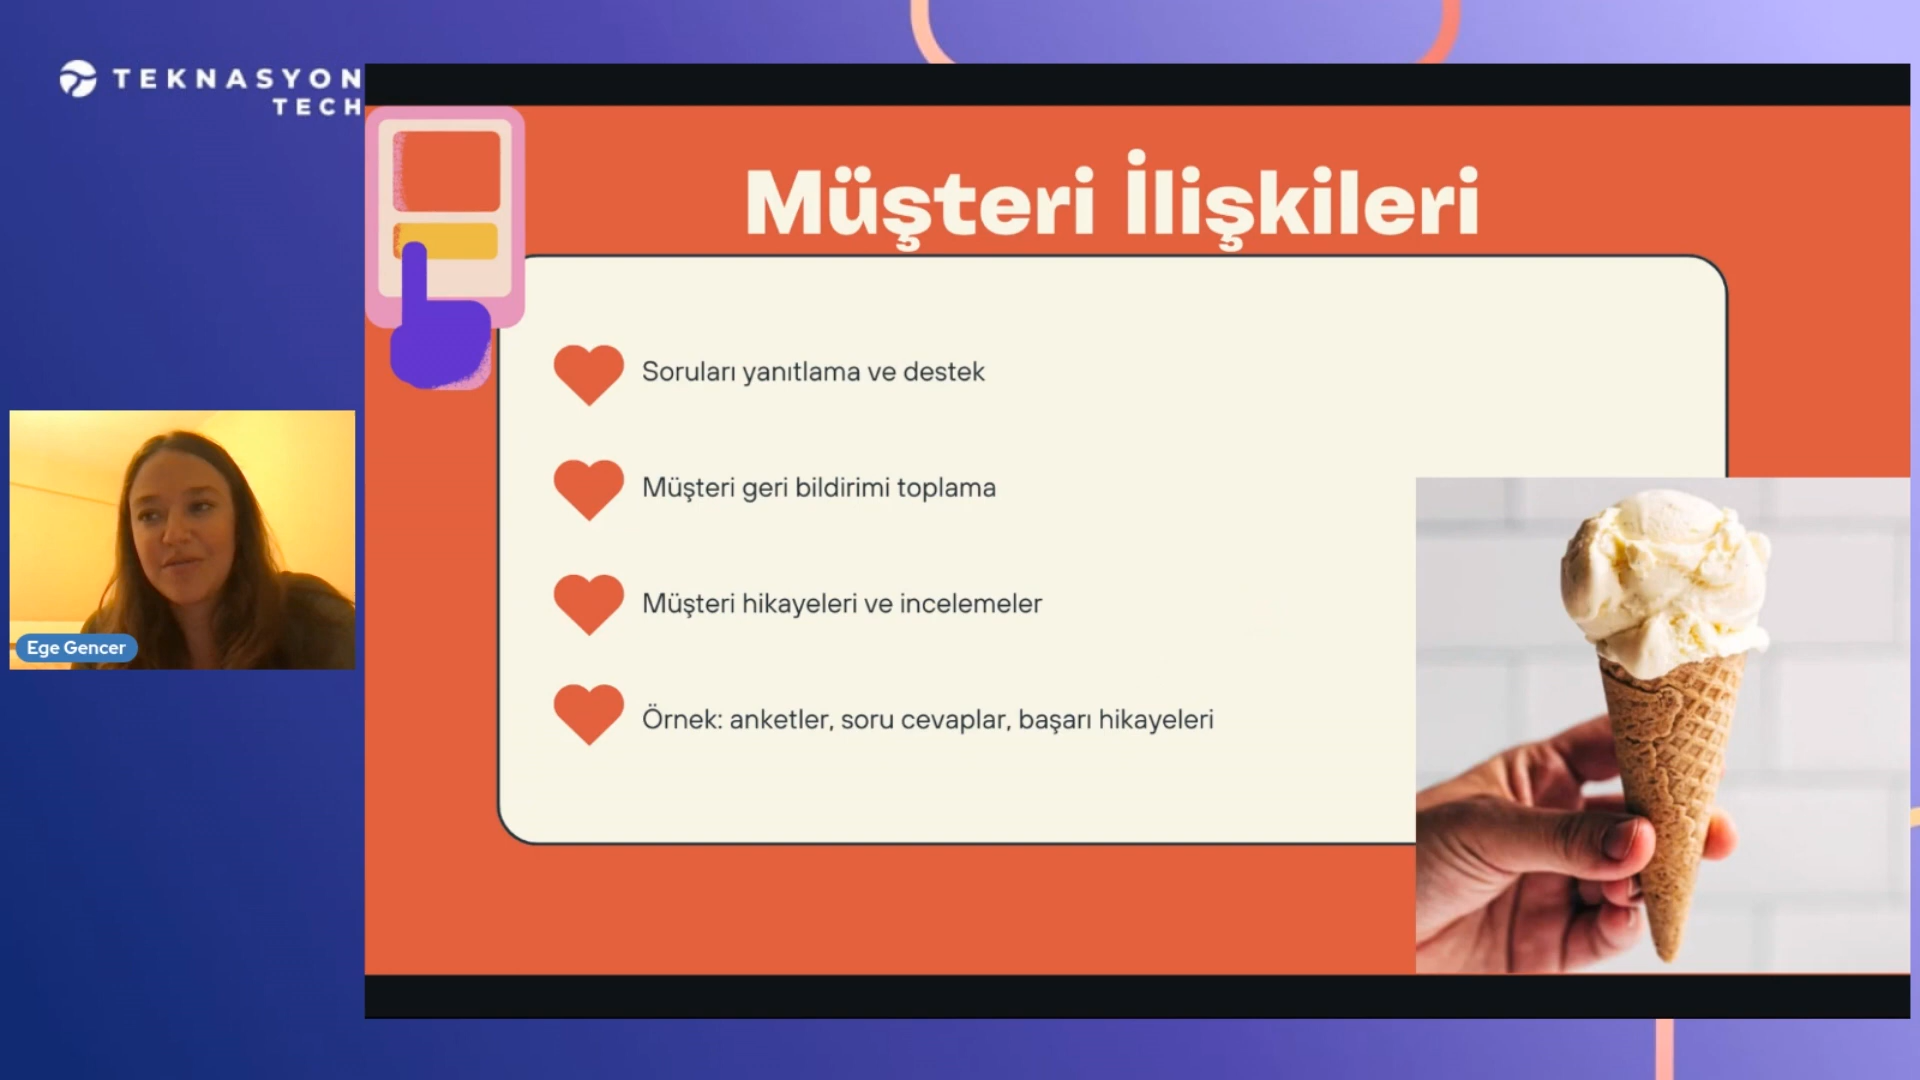 TEKNASYON
TECH
Müşteri İlişkileri
Soruları yanıtlama ve destek
Müşteri geri bildirimi toplama
Müşteri hikayeleri ve incelemeler
Örnek: anketler, soru cevaplar, başarı hikayeleri
Ege Gencer